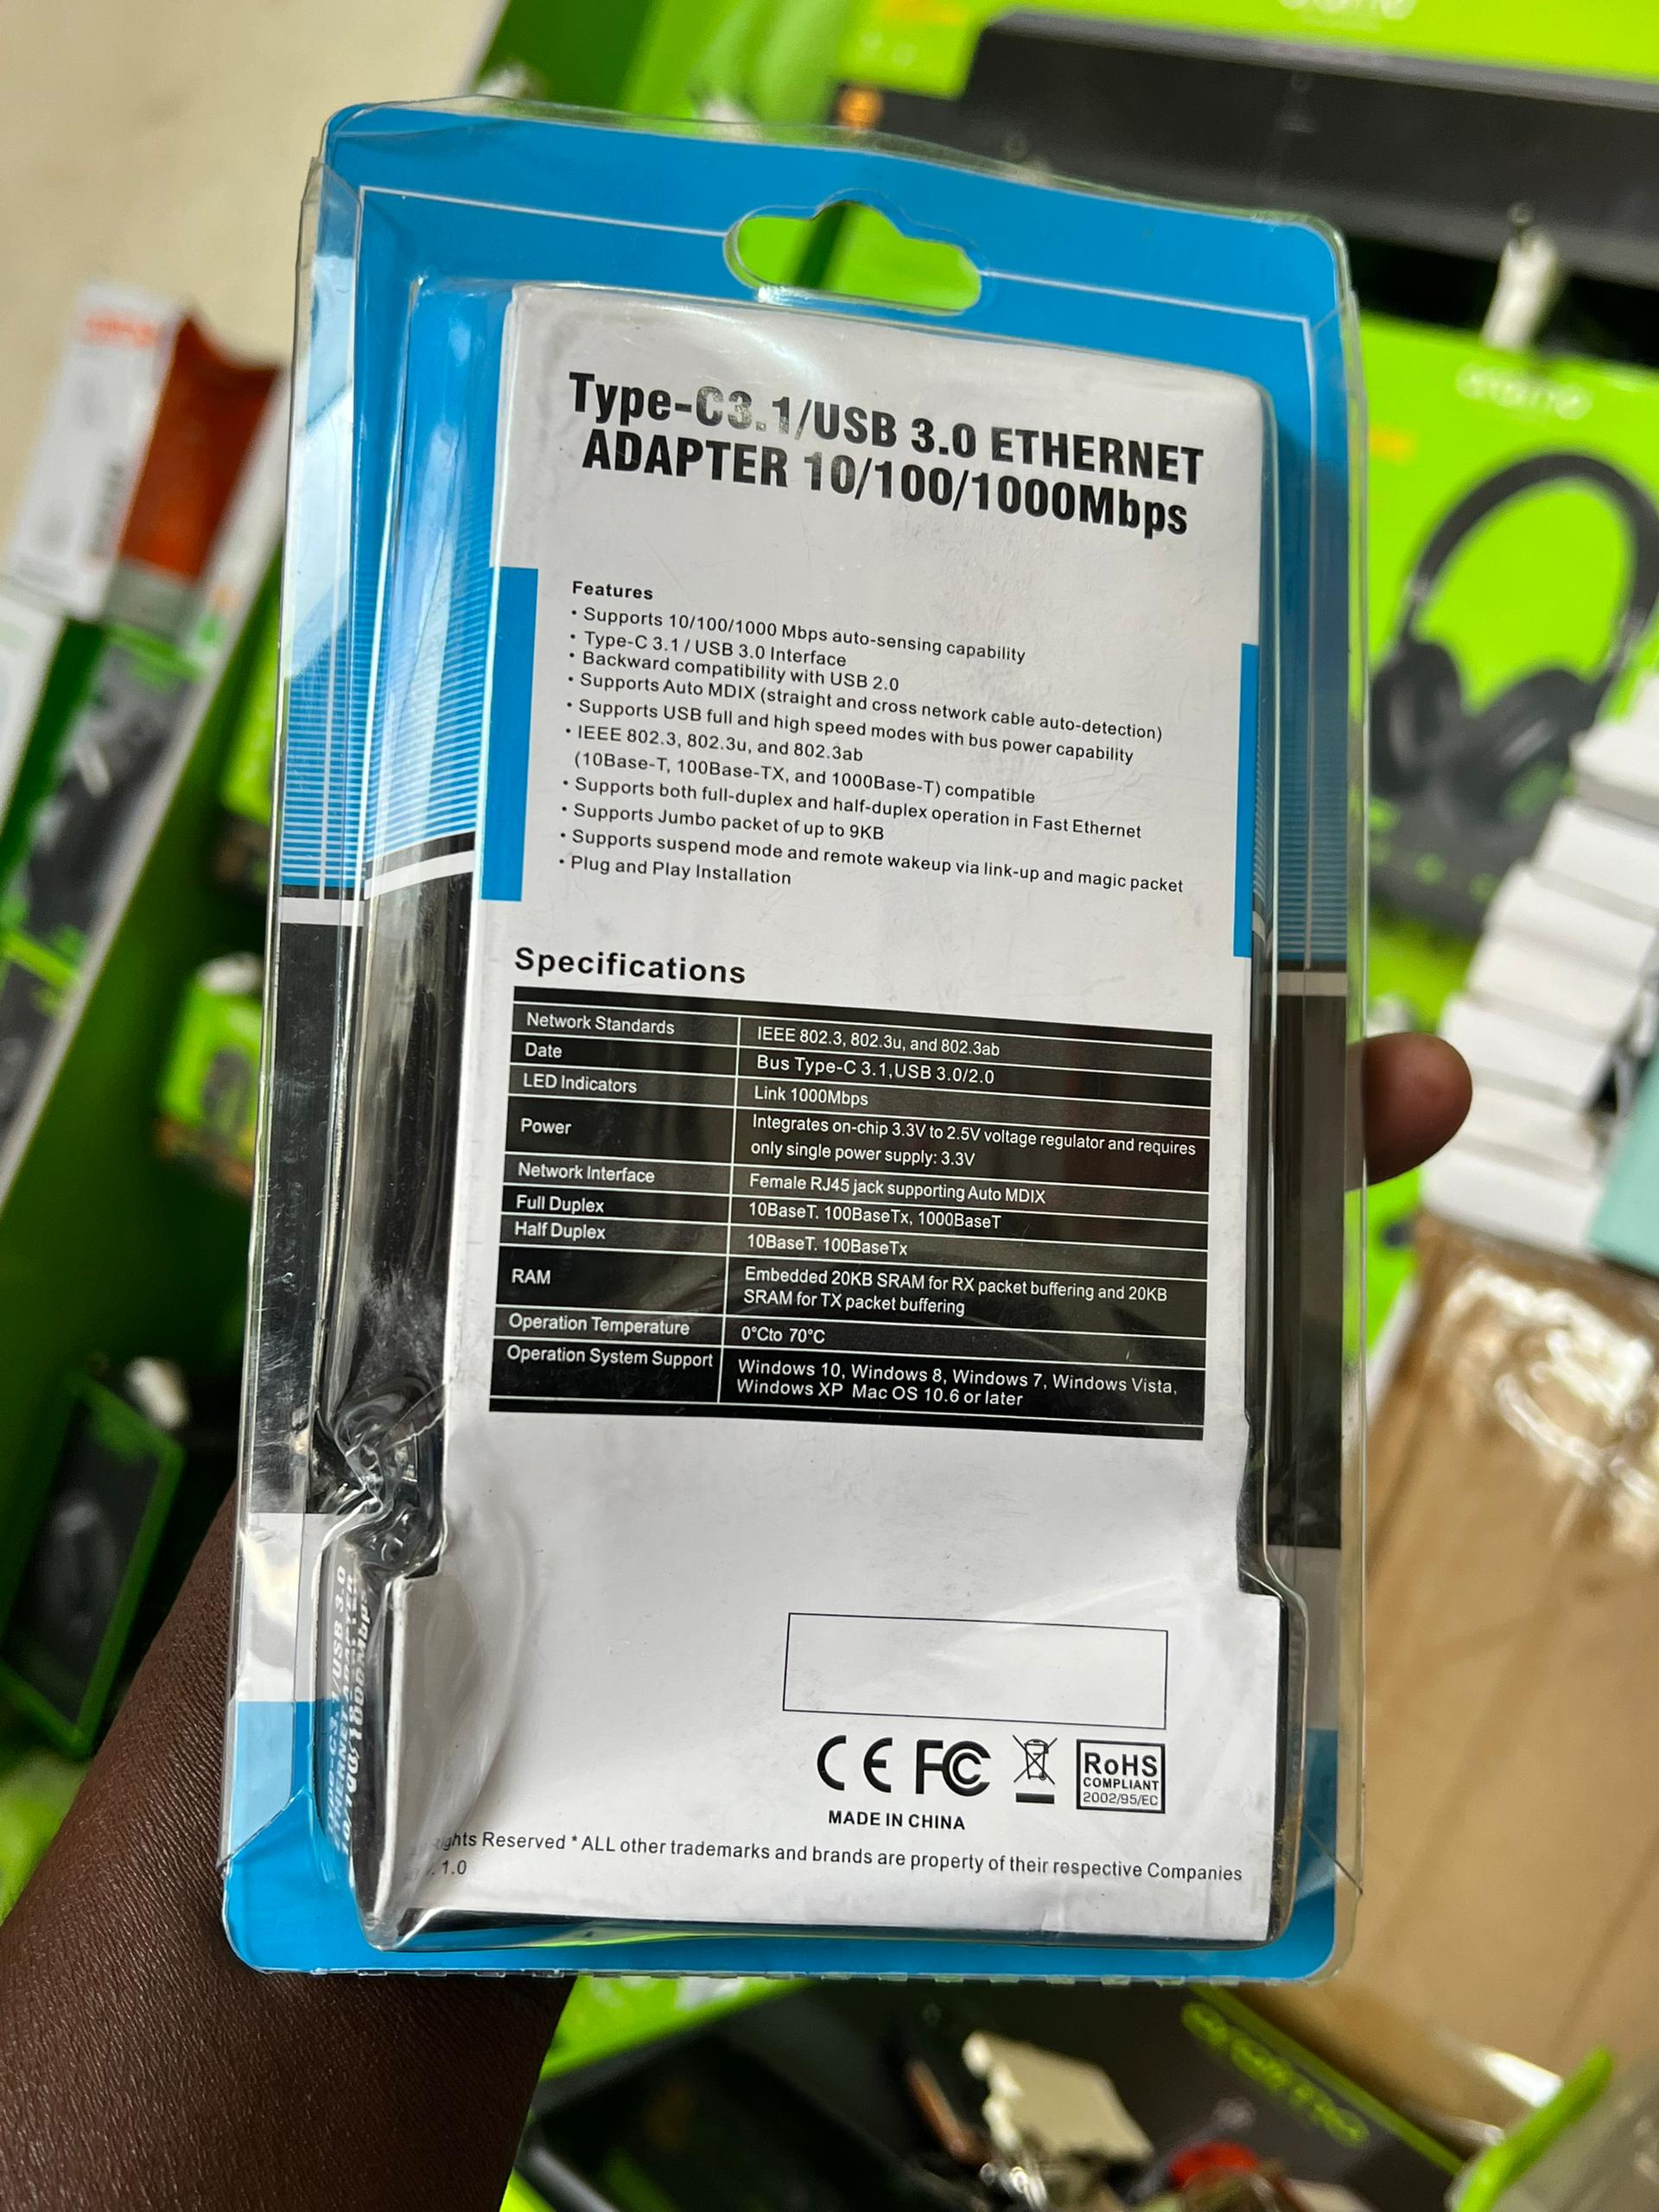 Type-C3.1/USB 3.0 ETHERNET
ADAPTER 10/100/1000Mbps
Features
• Supports 10/100/1000 Mbps auto-sensing capability
• Type-C 3.1 / USB 3.0 Interface
• Backward compatibility with USB 2.0
• Supports Auto MDIX (straight and cross network cable auto-detection)
• Supports USB full and high speed modes with bus power capability
• IEEE 802.3, 802.3u, and 802.3ab
(10Base-T, 100Base-TX, and 1000Base-T) compatible
• Supports both full-duplex and half-duplex operation in Fast Ethernet
• Supports Jumbo packet of up to 9KB
• Supports suspend mode and remote wakeup via link-up and magic packet
• Plug and Play Installation
Specifications
Network Standards IEEE 802.3, 802.3u, and 802.3ab
Date Bus Type-C 3.1,USB 3.0/2.0
LED Indicators Link 1000Mbps
Power Integrates on-chip 3.3V to 2.5V voltage regulator and requires
only single power supply: 3.3V
Network Interface Female RJ45 jack supporting Auto MDIX
Full Duplex 10BaseT. 100BaseTx, 1000BaseT
Half Duplex 10BaseT. 100BaseTx
RAM Embedded 20KB SRAM for RX packet buffering and 20KB
SRAM for TX packet buffering
Operation Temperature 0°Cto 70°C
Operation System Support Windows 10, Windows 8, Windows 7, Windows Vista,
Windows XP Mac OS 10.6 or later
CE FC RoHS
COMPLIANT
2002/95/EC
MADE IN CHINA
Reserved * ALL other trademarks and brands are property of their respective Companies
1.0